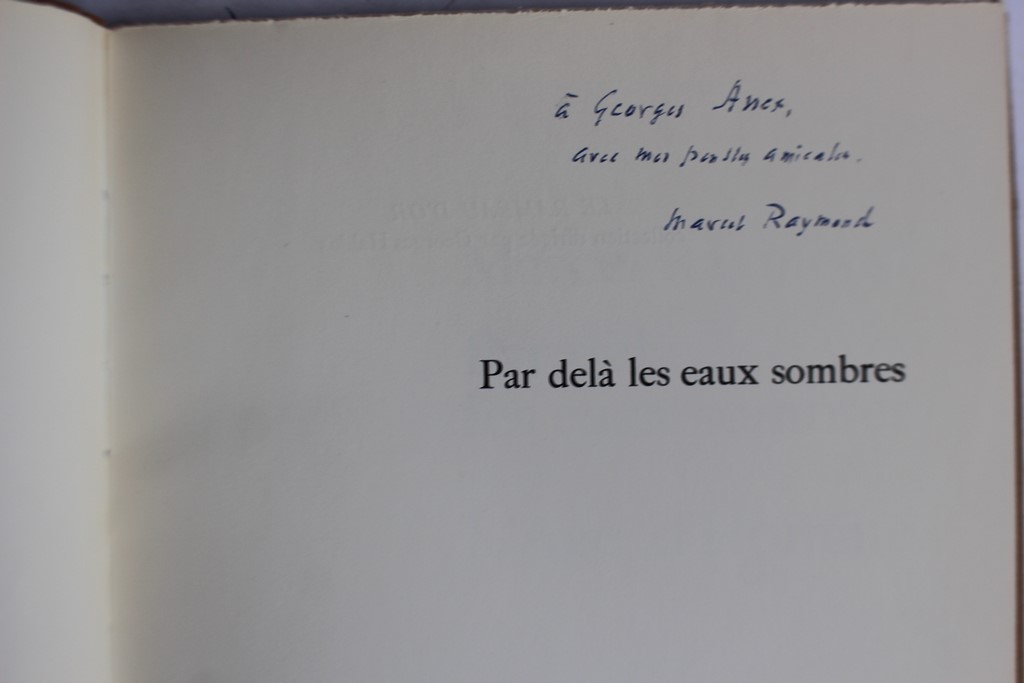 à Georges Anex,
avec mes pensées amicales.
Marcel Raymond
Par delà les eaux sombres